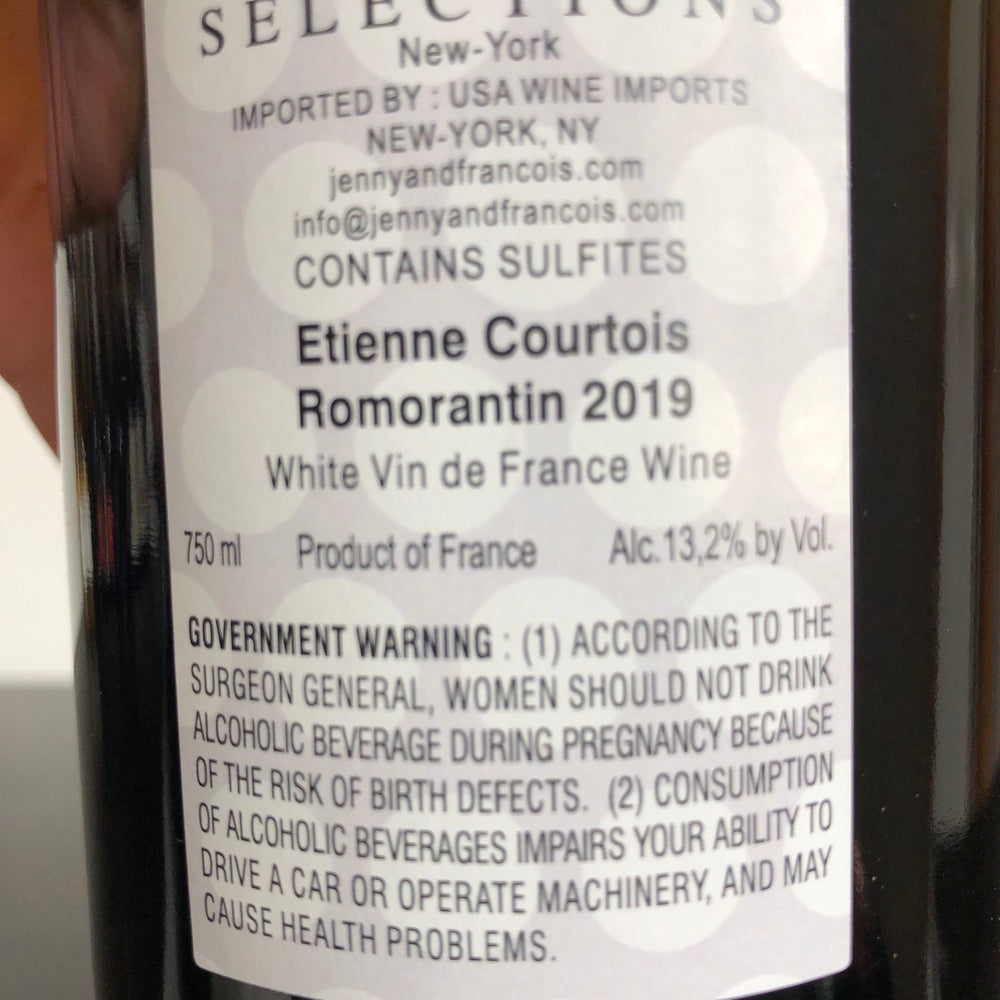 SELECTIONS
New-York
IMPORTED BY : USA WINE IMPORTS
NEW-YORK, NY
jennyandfrancois.com
info@jennyandfrancois.com
CONTAINS SULFITES
Etienne Courtois
Romorantin 2019
White Vin de France Wine
750 ml Product of France Alc.13,2% by Vol.
GOVERNMENT WARNING : (1) ACCORDING TO THE
SURGEON GENERAL, WOMEN SHOULD NOT DRINK
ALCOHOLIC BEVERAGE DURING PREGNANCY BECAUSE
OF THE RISK OF BIRTH DEFECTS. (2) CONSUMPTION
OF ALCOHOLIC BEVERAGES IMPAIRS YOUR ABILITY TO
DRIVE A CAR OR OPERATE MACHINERY, AND MAY
CAUSE HEALTH PROBLEMS.